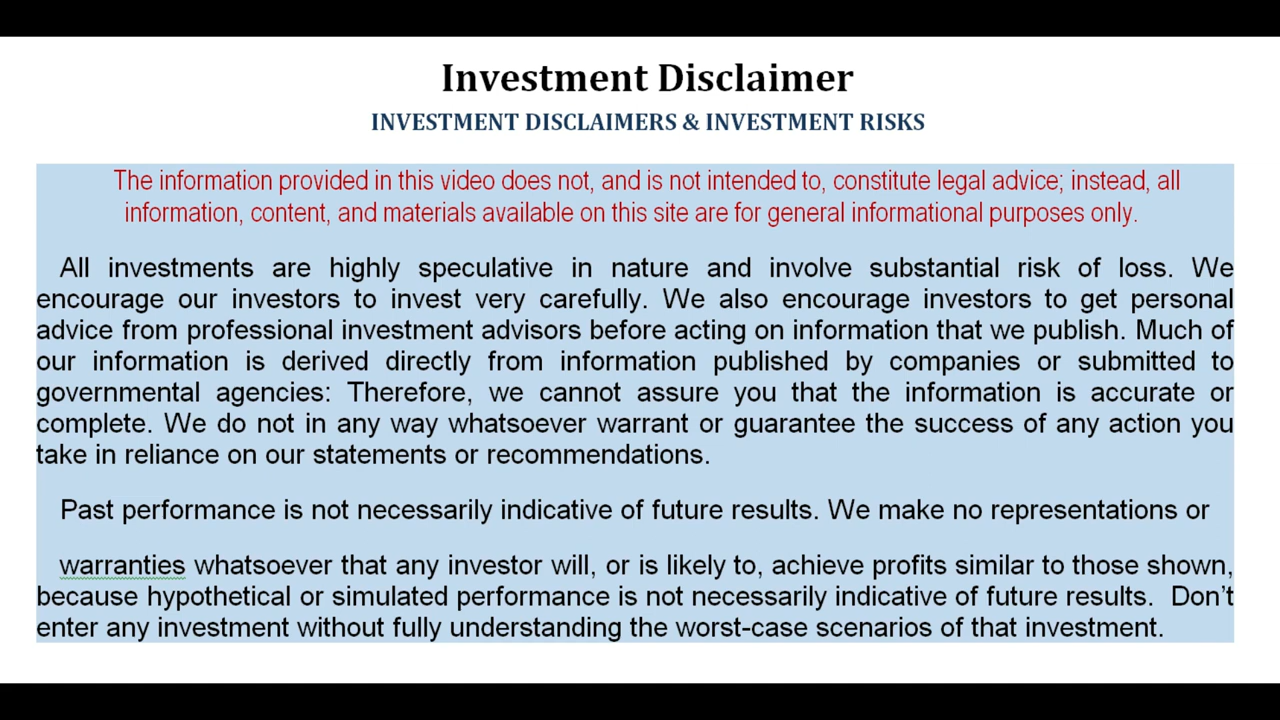 Investment Disclaimer
INVESTMENT DISCLAIMERS & INVESTMENT RISKS
The information provided in this video does not, and is not intended to, constitute legal advice; instead, all
information, content, and materials available on this site are for general informational purposes only.
All investments are highly speculative in nature and involve substantial risk of loss. We
encourage our investors to invest very carefully. We also encourage investors to get personal
advice from professional investment advisors before acting on information that we publish. Much of
our information is derived directly from information published by companies or submitted to
governmental agencies: Therefore, we cannot assure you that the information is accurate or
complete. We do not in any way whatsoever warrant or guarantee the success of any action you
take in reliance on our statements or recommendations.
Past performance is not necessarily indicative of future results. We make no representations or
warranties whatsoever that any investor will, or is likely to, achieve profits similar to those shown,
because hypothetical or simulated performance is not necessarily indicative of future results.  Don’t
enter any investment without fully understanding the worst-case scenarios of that investment.